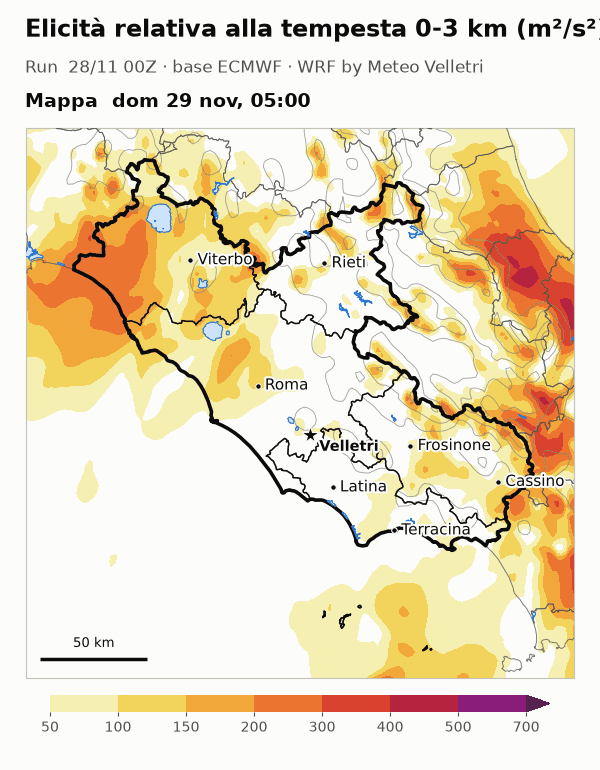 Elicità relativa alla tempesta 0-3 km (m²/s²)
Run  28/11 00Z · base ECMWF · WRF by Meteo Velletri
Mappa  dom 29 nov, 05:00
Viterbo
Rieti
Roma
Velletri
Frosinone
Cassino
Latina
Terracina
50 km
50 100 150 200 300 400 500 700